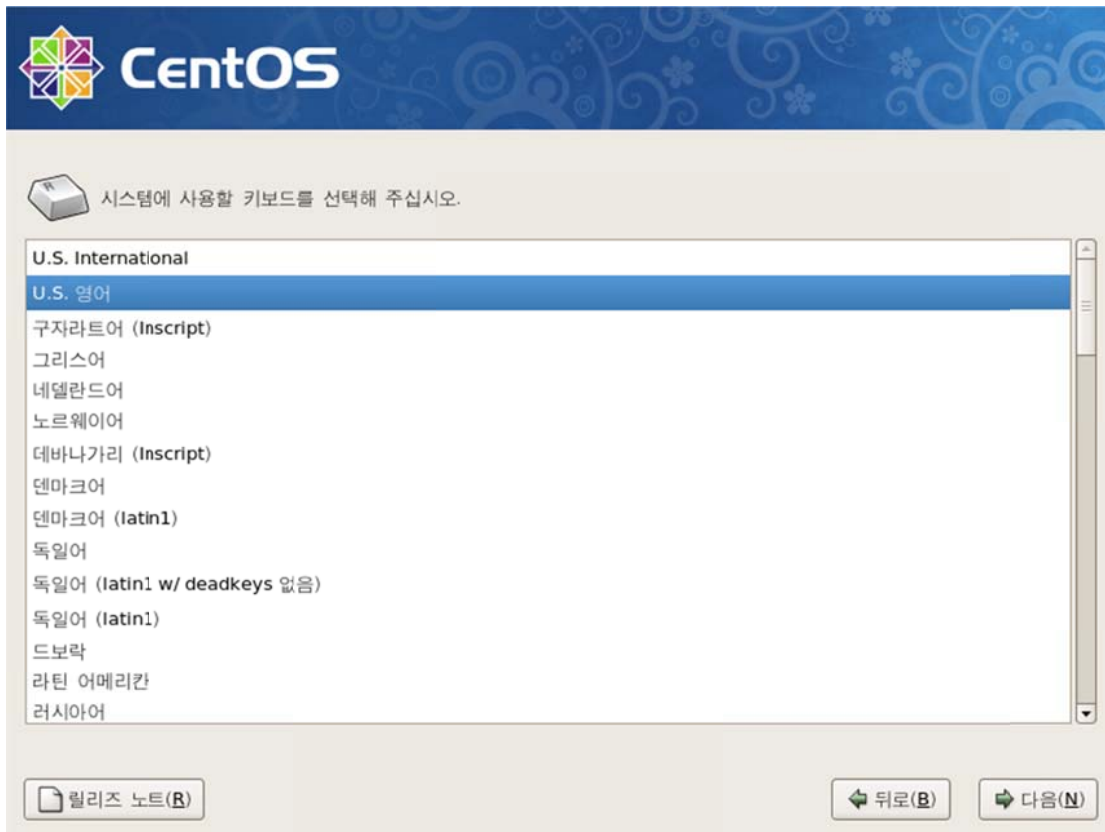 CentOS
R
시스템에 사용할 키보드를 선택해 주십시오.
U.S. International
U.S. 영어
구자라트어 (Inscript)
그리스어
네델란드어
노르웨이어
데바나가리 (Inscript)
덴마크어
덴마크어 (latin1)
독일어
독일어 (latin1 w/ deadkeys 없음)
독일어 (latin1)
드보락
라틴 어메리칸
러시아어
릴리즈 노트(R)
뒤로(B)
다음(N)